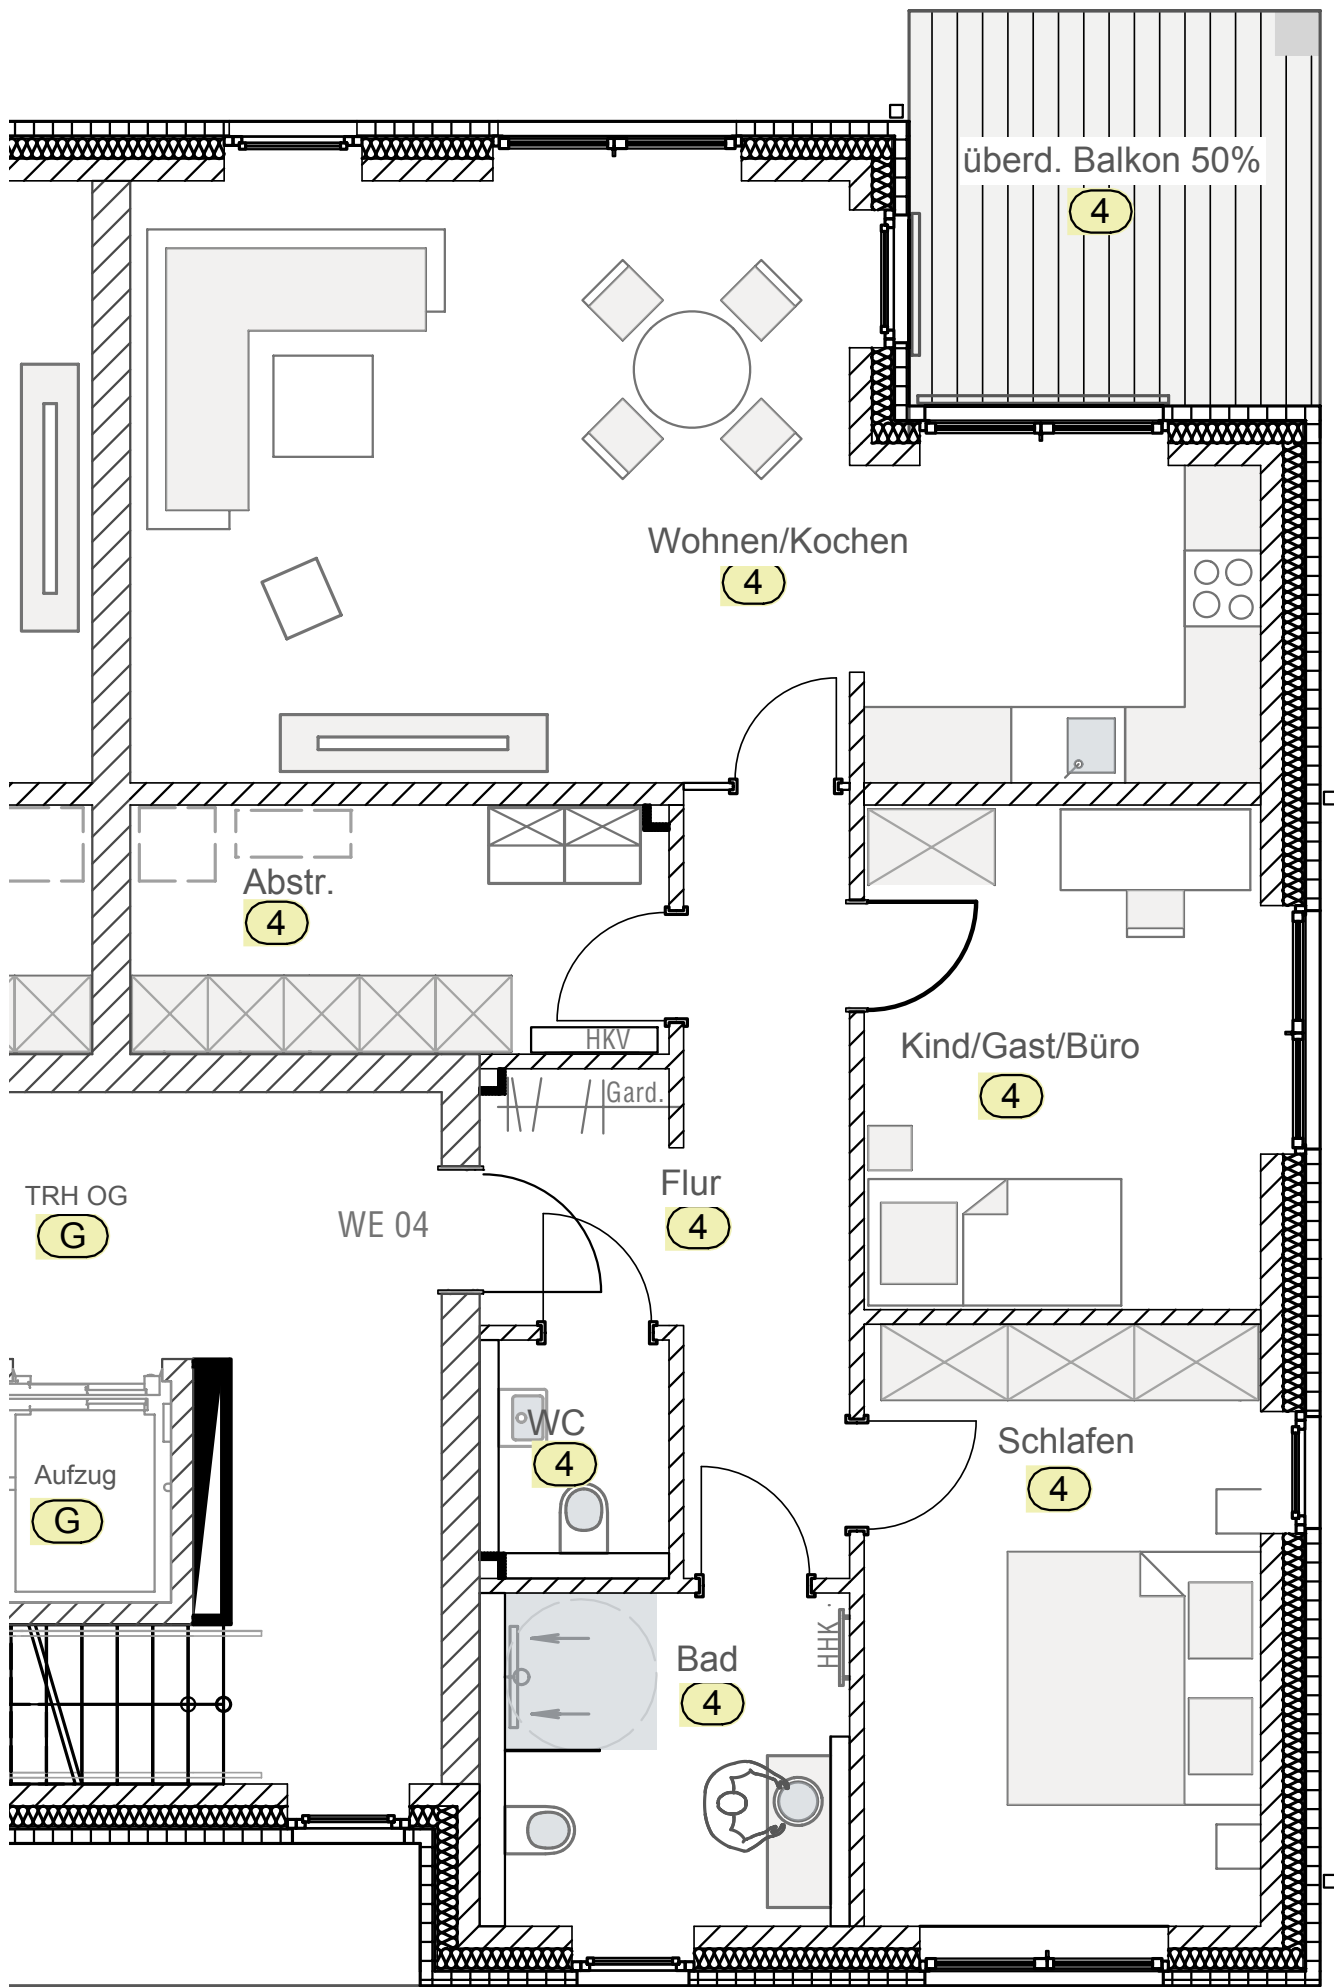 überd. Balkon 50%
4
Wohnen/Kochen
4
Abstr.
4
HKV
Gard.
Kind/Gast/Büro
4
TRH OG
G
WE 04
Flur
4
WC
4
Schlafen
4
Aufzug
G
Bad
4
HHK.